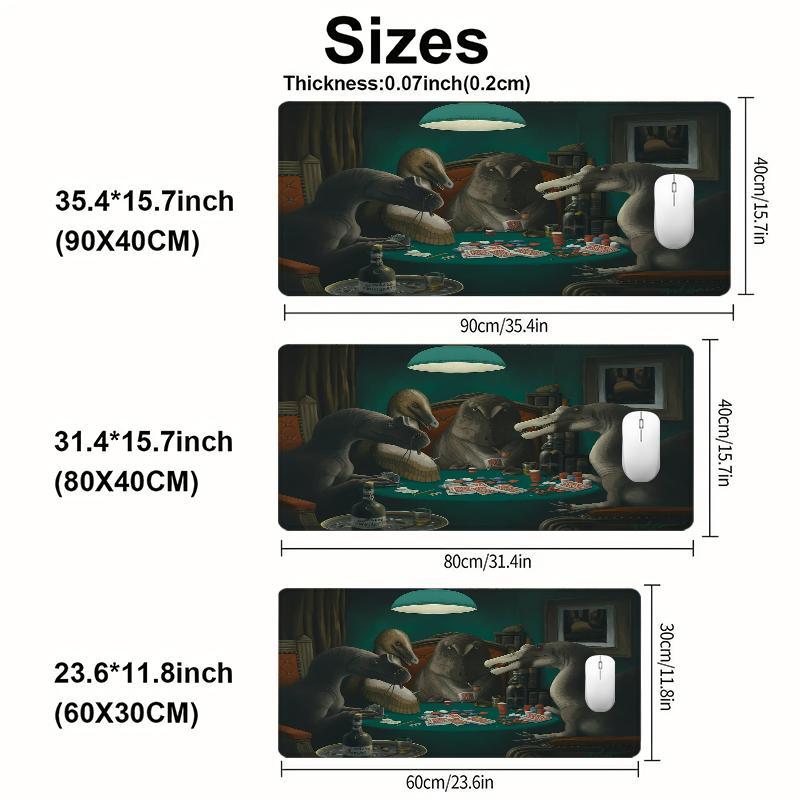 Sizes
Thickness:0.07inch(0.2cm)
35.4*15.7inch
(90X40CM)
40cm/15.7in
90cm/35.4in
31.4*15.7inch
(80X40CM)
40cm/15.7in
80cm/31.4in
23.6*11.8inch
(60X30CM)
30cm/11.8in
60cm/23.6in